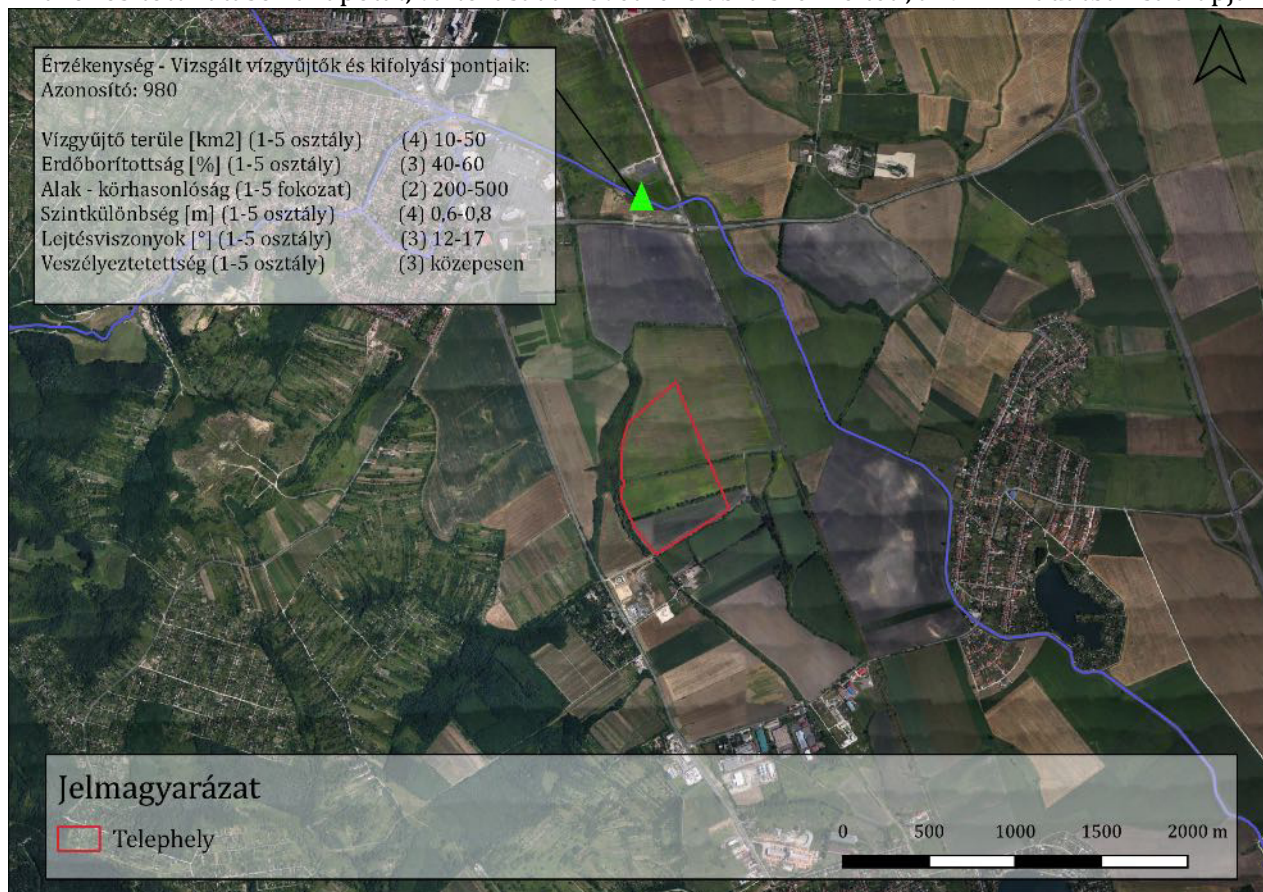 Érzékenység - Vizsgált vízgyűjtők és kifolyási pontjaik:
Azonosító: 980
Vízgyűjtő terüle [km2] (1-5 osztály) (4) 10-50
Erdőborítottság [%] (1-5 osztály) (3) 40-60
Alak - körhasonlóság (1-5 fokozat) (2) 200-500
Szintkülönbség [m] (1-5 osztály) (4) 0,6-0,8
Lejtésviszonyok [°] (1-5 osztály) (3) 12-17
Veszélyeztetettség (1-5 osztály) (3) közepesen
Jelmagyarázat
Telephely
0 500 1000 1500 2000 m